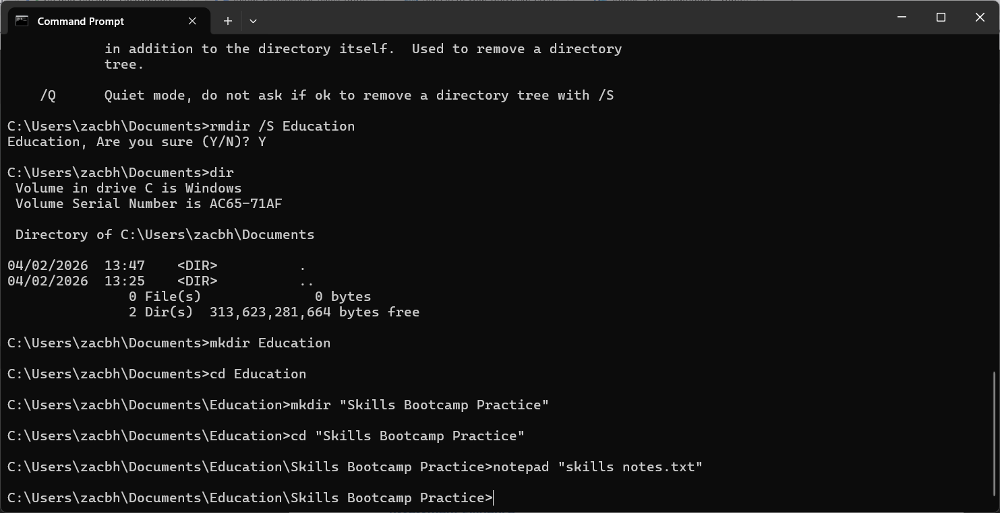 Command Prompt
in addition to the directory itself.  Used to remove a directory
tree.
/Q      Quiet mode, do not ask if ok to remove a directory tree with /S
C:\Users\zacbh\Documents>rmdir /S Education
Education, Are you sure (Y/N)? Y
C:\Users\zacbh\Documents>dir
 Volume in drive C is Windows
 Volume Serial Number is AC65-71AF
 Directory of C:\Users\zacbh\Documents
04/02/2026  13:47    <DIR>          .
04/02/2026  13:25    <DIR>          ..
               0 File(s)              0 bytes
               2 Dir(s)  313,623,281,664 bytes free
C:\Users\zacbh\Documents>mkdir Education
C:\Users\zacbh\Documents>cd Education
C:\Users\zacbh\Documents\Education>mkdir "Skills Bootcamp Practice"
C:\Users\zacbh\Documents\Education>cd "Skills Bootcamp Practice"
C:\Users\zacbh\Documents\Education\Skills Bootcamp Practice>notepad "skills notes.txt"
C:\Users\zacbh\Documents\Education\Skills Bootcamp Practice>